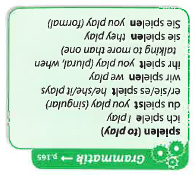 Grammatik → p.165
spielen (to play)
ich spiele I play
du spielst you play (singular)
er/sie/es spielt he/she/it plays
wir spielen we play
ihr spielt you play (plural, when
talking to more than one)
sie spielen they play
Sie spielen you play (formal)